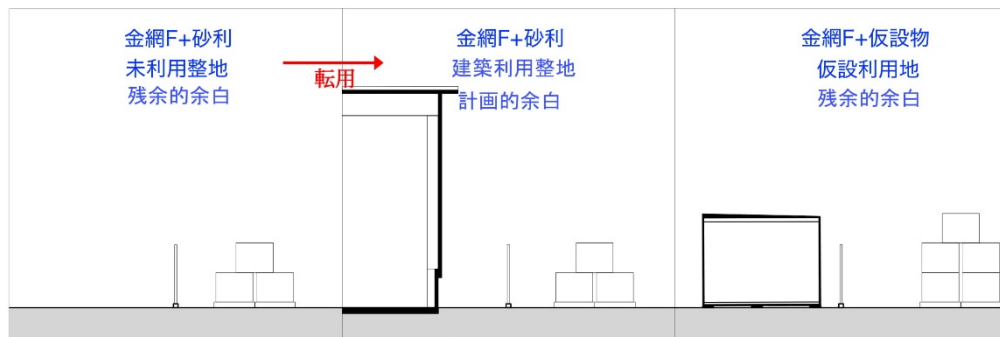 金網F+砂利
未利用整地
残余的余白
転用
金網F+砂利
建築利用整地
計画的余白
金網F+仮設物
仮設利用地
残余的余白